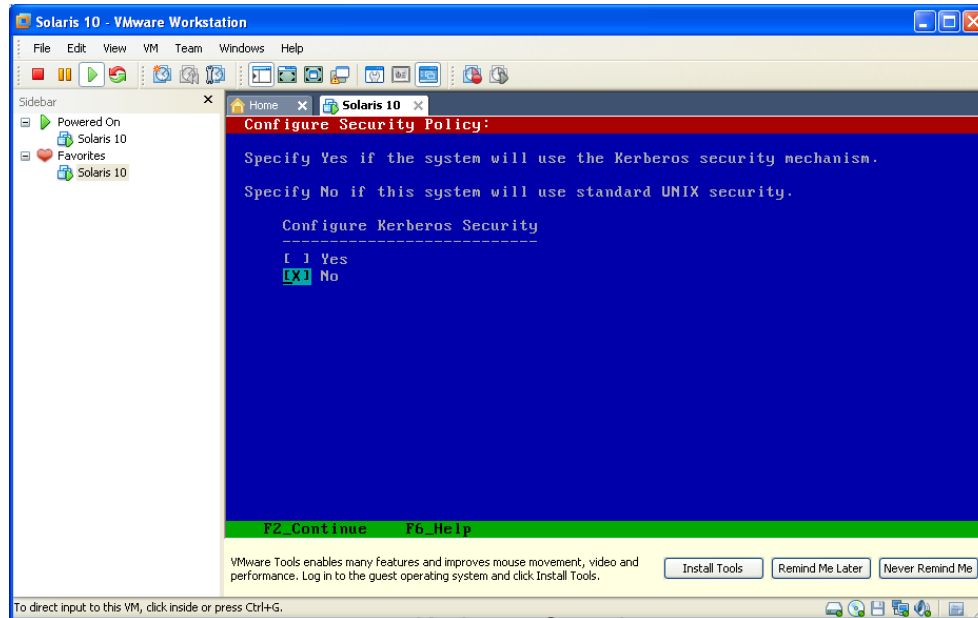 Solaris 10 - VMware Workstation
File Edit View VM Team Windows Help
Sidebar
Powered On
Solaris 10
Favorites
Solaris 10
Home Solaris 10
Configure Security Policy:
Specify Yes if the system will use the Kerberos security mechanism.
Specify No if this system will use standard UNIX security.
Configure Kerberos Security
---------------------------
[ ] Yes
[X] No
F2_Continue F6_Help
VMware Tools enables many features and improves mouse movement, video and
performance. Log in to the guest operating system and click Install Tools.
Install Tools Remind Me Later Never Remind Me
To direct input to this VM, click inside or press Ctrl+G.